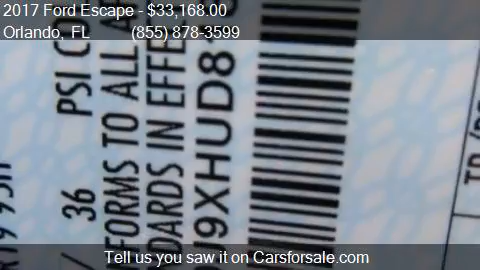 2017 Ford Escape - $33,168.00
Orlando, FL (855) 878-3599
36 PSI
FORMS TO ALL
DARDS IN EFFE
J9XHUD8
Tell us you saw it on Carsforsale.com